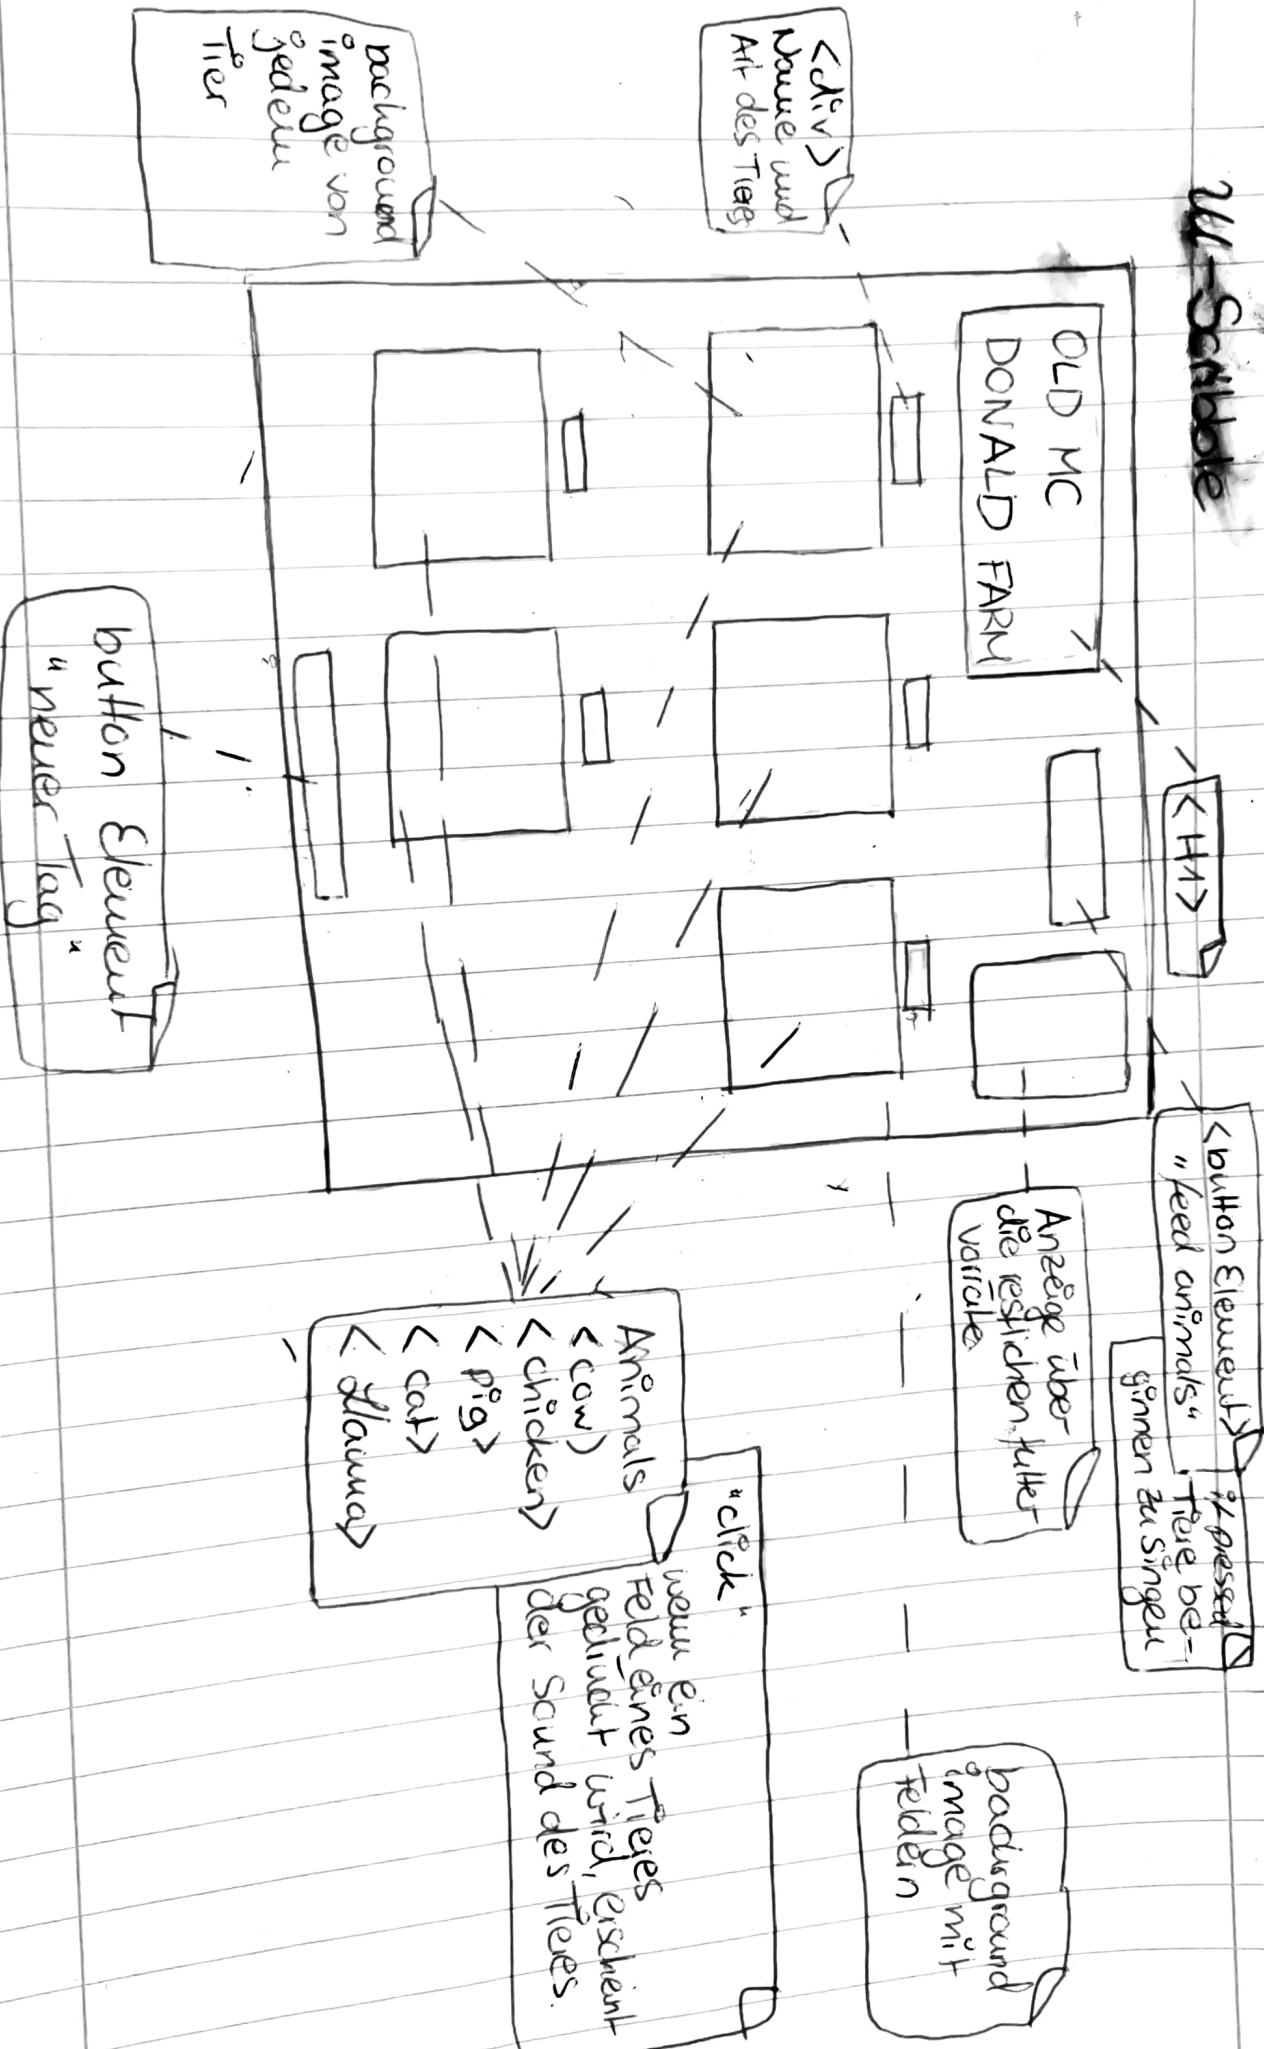 UI-Scribble
<div>
Name und
Art des Tieres
background
image von
jedem
Tier
OLD MC
DONALD FARM
<H1>
<button Element>
"feed animals"
if pressed
Tiere be-
ginnen zu singen
Anzeige über
die restlichen futter
vorräte
background
image mit
Feldern
Animals
<cow>
<chicken>
<pig>
<cat>
<Hama>
"click"
wenn ein
Feld eines Tieres
gedrückt wird, erscheint
der Sound des Tieres.
button Element
"neuer Tag"